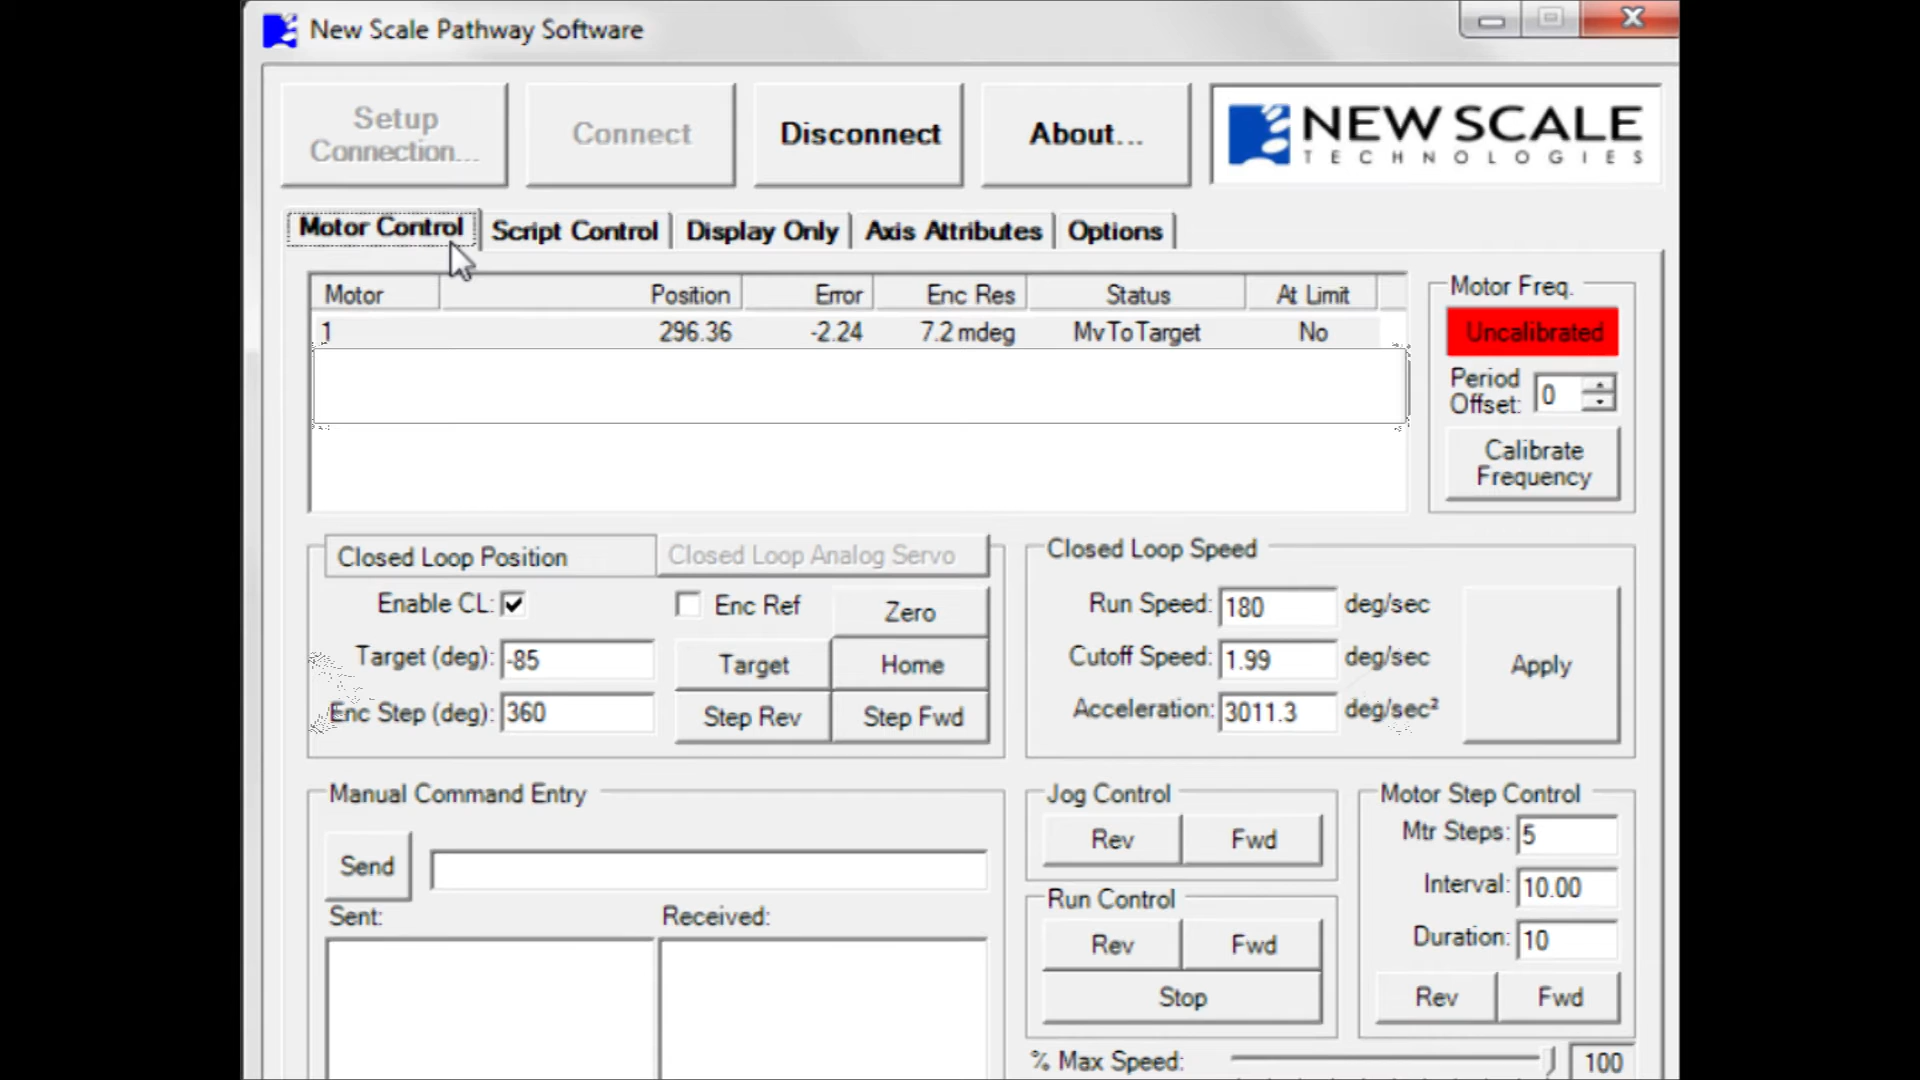 New Scale Pathway Software
Setup Connection...
Connect
Disconnect
About...
NEW SCALE
TECHNOLOGIES
Motor Control
Script Control
Display Only
Axis Attributes
Options
Motor Position Error Enc Res Status At Limit
1 296.36 -2.24 7.2 mdeg MvToTarget No
Motor Freq.
Uncalibrated
Period Offset: 0
Calibrate Frequency
Closed Loop Position
Closed Loop Analog Servo
Enable CL:
Enc Ref
Zero
Target (deg): -85
Target
Home
Enc Step (deg): 360
Step Rev
Step Fwd
Closed Loop Speed
Run Speed: 180 deg/sec
Cutoff Speed: 1.99 deg/sec
Acceleration: 3011.3 deg/sec²
Apply
Manual Command Entry
Send
Sent:
Received:
Jog Control
Rev
Fwd
Run Control
Rev
Fwd
Stop
Motor Step Control
Mtr Steps: 5
Interval: 10.00
Duration: 10
Rev
Fwd
% Max Speed: 100